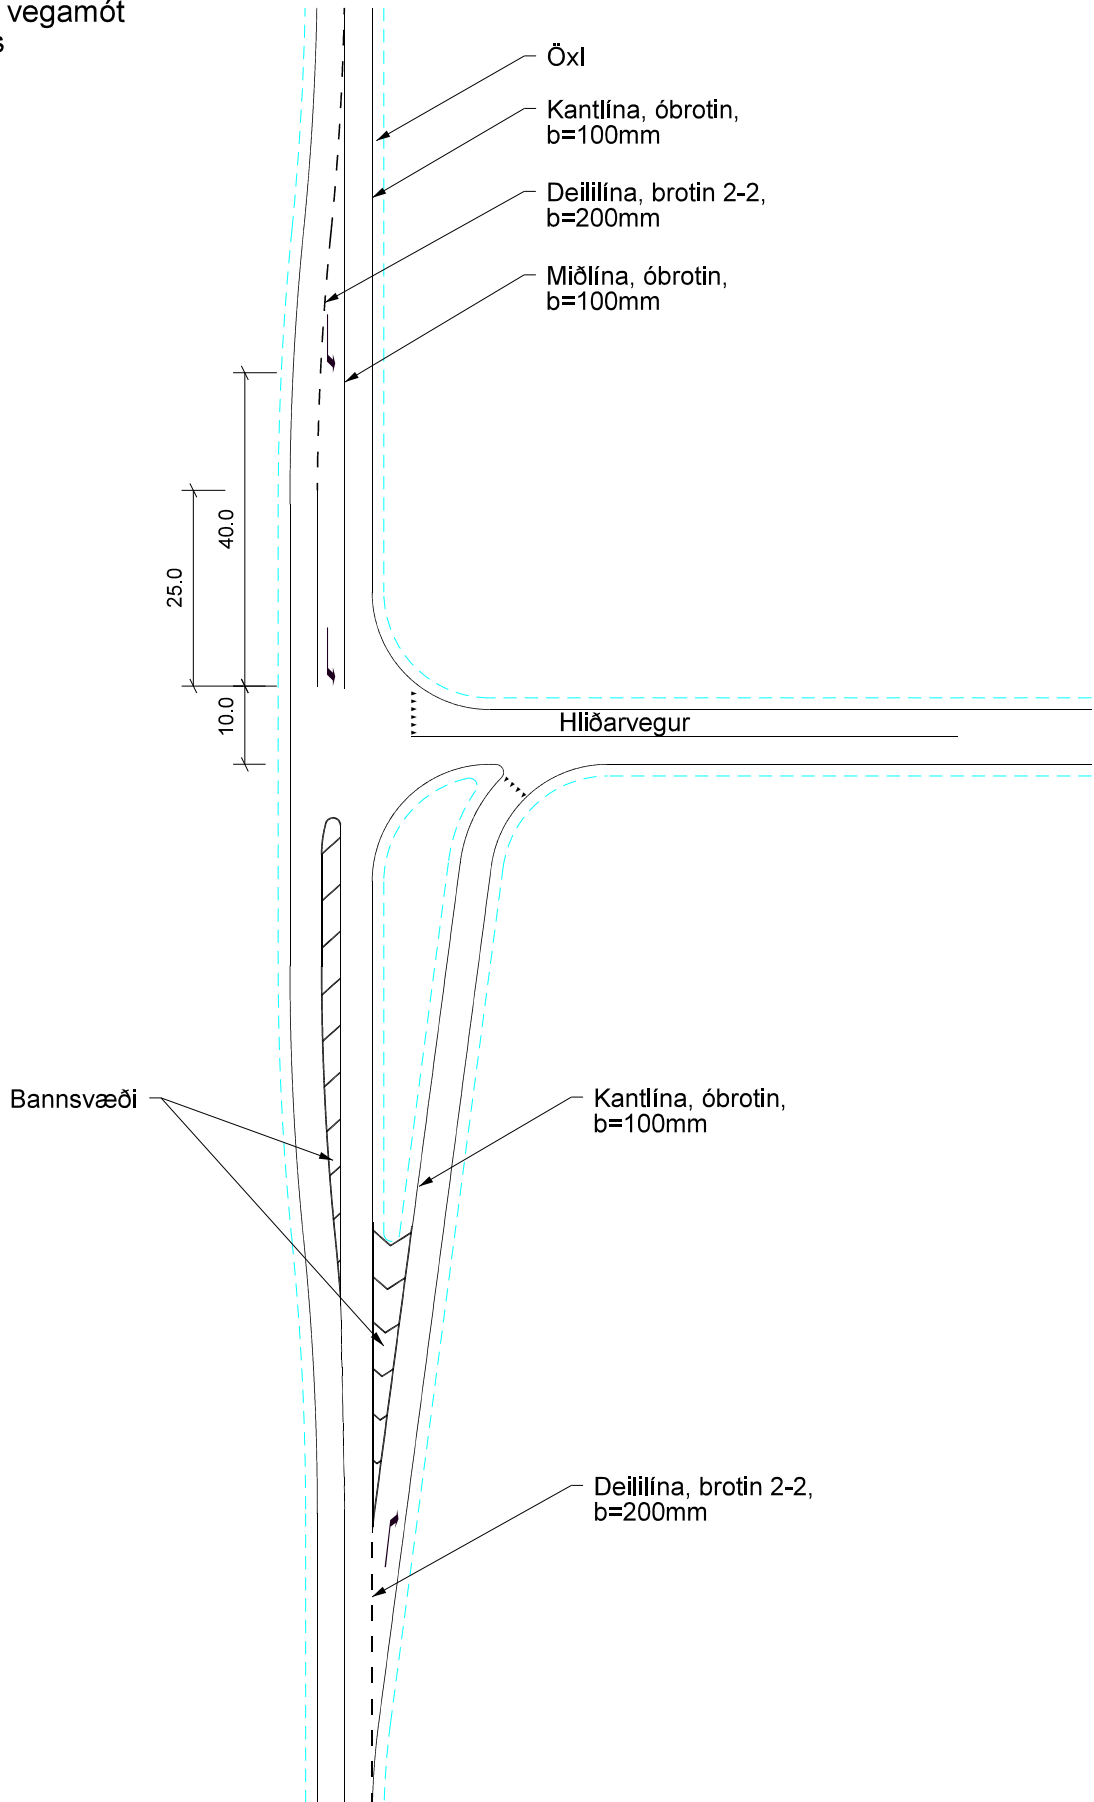 vegamót
s
Öxl
Kantlína, óbrotin,
b=100mm
Deililína, brotin 2-2,
b=200mm
Miðlína, óbrotin,
b=100mm
40.0
25.0
10.0
Hliðarvegur
Bannsvæði
Kantlína, óbrotin,
b=100mm
Deililína, brotin 2-2,
b=200mm